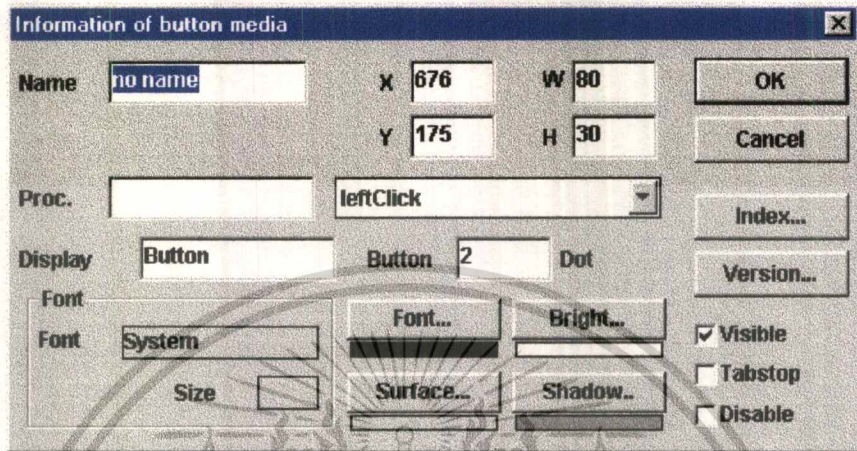 Information of button media
Name no name X 676 W 80 OK
Y 175 H 30 Cancel
Proc. leftClick Index...
Display Button Button 2 Dot Version...
Font
Font System Font... Bright... Visible
Size Surface... Shadow.. Tabstop
Disable